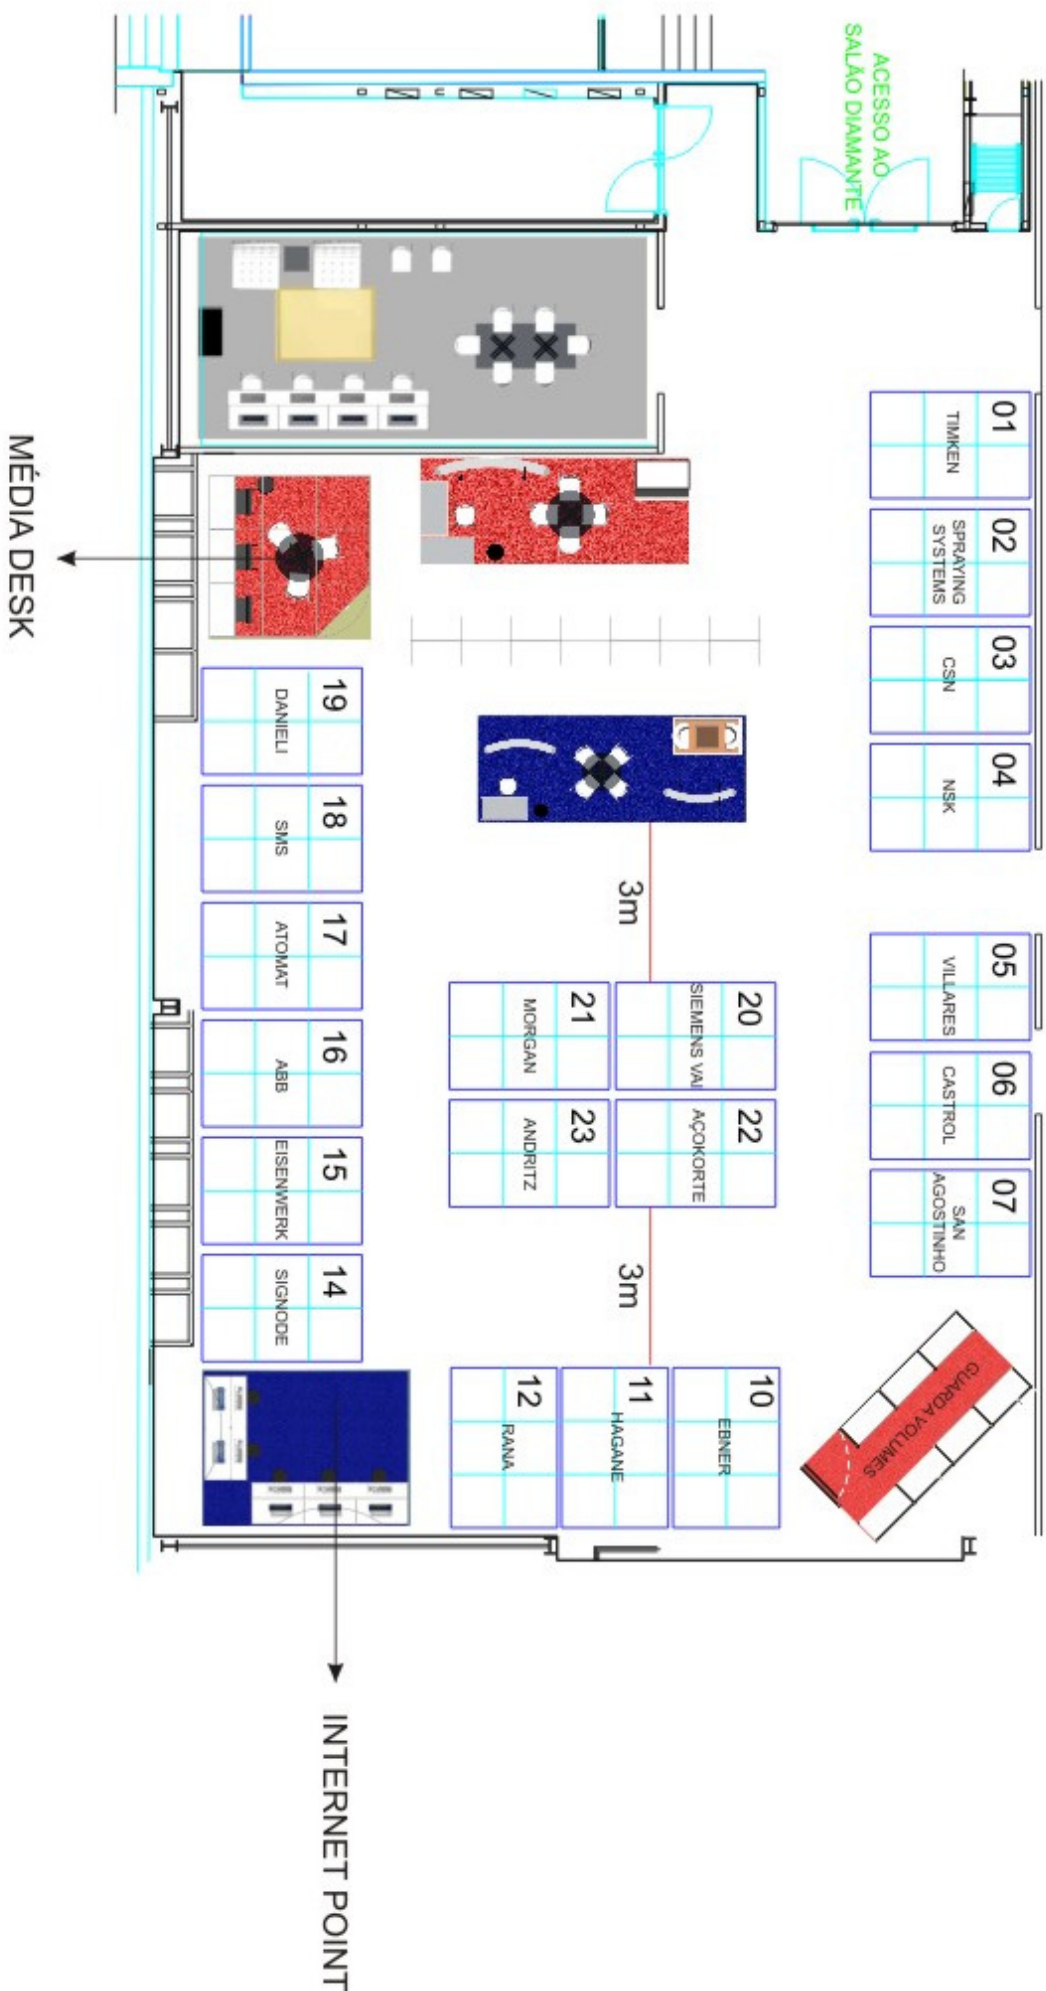 ACESSO AO
SALÃO DIAMANTE
01
TIMKEN
02
SPRAYING
SYSTEMS
03
CSN
04
NSK
05
VILLARES
06
CASTROL
07
SAN
AGOSTINHO
GUARDA VOLUMES
MÉDIA DESK
3m
20
SIEMENS VAI
21
MORGAN
22
AÇOKORTE
23
ANDRITZ
3m
10
EBNER
11
HAGANE
12
RANA
19
DANIELI
18
SMS
17
ATOMAT
16
ABB
15
EISENWERK
14
SIGNODE
INTERNET POINT